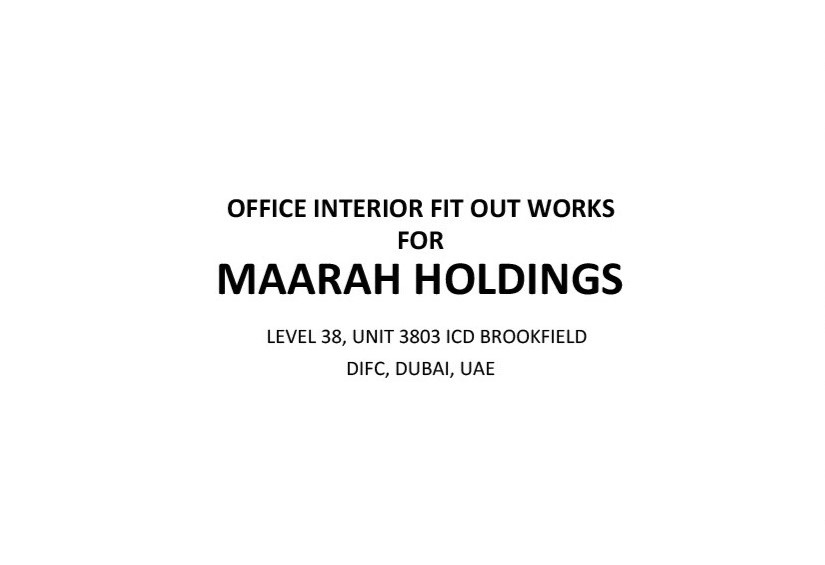 OFFICE INTERIOR FIT OUT WORKS
FOR
MAARAH HOLDINGS
LEVEL 38, UNIT 3803 ICD BROOKFIELD
DIFC, DUBAI, UAE